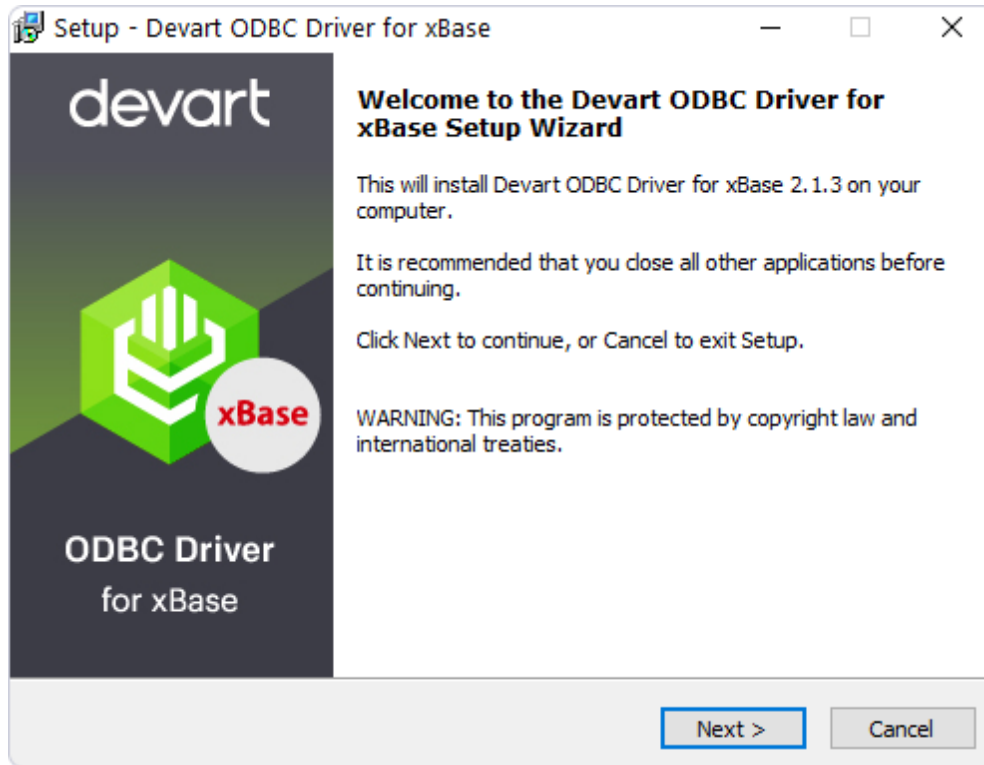 Setup - Devart ODBC Driver for xBase
devart
xBase
ODBC Driver
for xBase
Welcome to the Devart ODBC Driver for
xBase Setup Wizard
This will install Devart ODBC Driver for xBase 2.1.3 on your
computer.
It is recommended that you close all other applications before
continuing.
Click Next to continue, or Cancel to exit Setup.
WARNING: This program is protected by copyright law and
international treaties.
Next >
Cancel